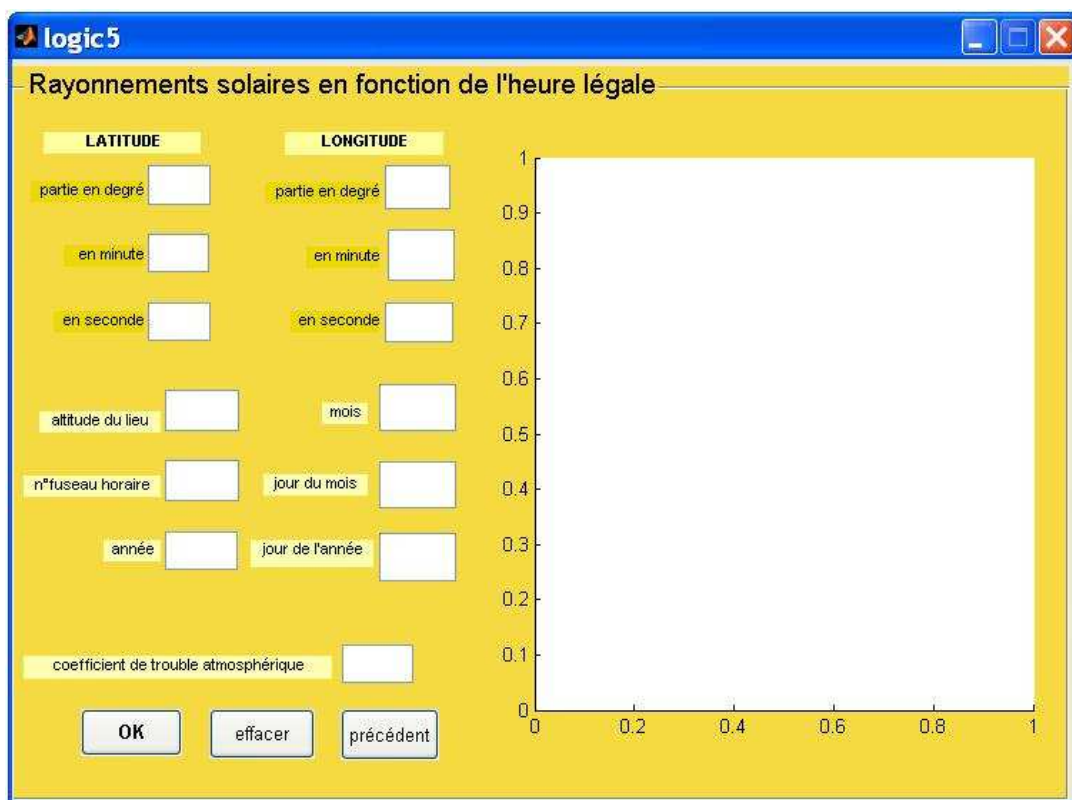 logic5
Rayonnements solaires en fonction de l'heure légale
LATITUDE
LONGITUDE
partie en degré
partie en degré
en minute
en minute
en seconde
en seconde
attitude du lieu
mois
n°fuseau horaire
jour du mois
année
jour de l'année
coefficient de trouble atmosphérique
OK
effacer
précédent
1
0.9
0.8
0.7
0.6
0.5
0.4
0.3
0.2
0.1
0
0
0.2
0.4
0.6
0.8
1